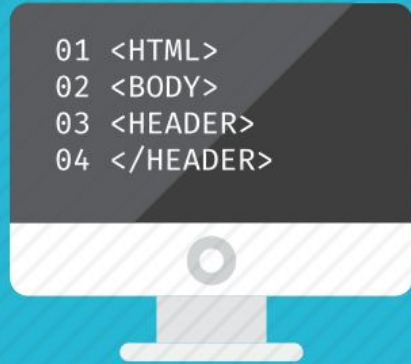 01 <HTML>
02 <BODY>
03 <HEADER>
04 </HEADER>